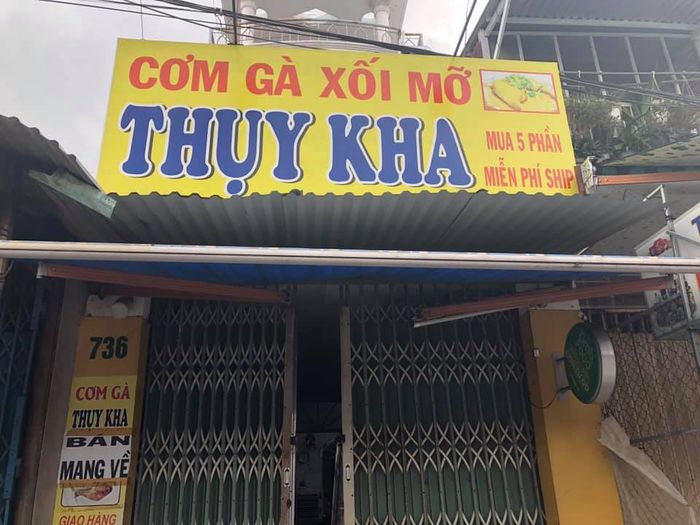 CƠM GÀ XỐI MỠ
THỤY KHA
MUA 5 PHẦN
MIỄN PHÍ SHIP
736
CƠM GÀ
THỤY KHA
BÁN
MANG VỀ
GIAO HÀNG